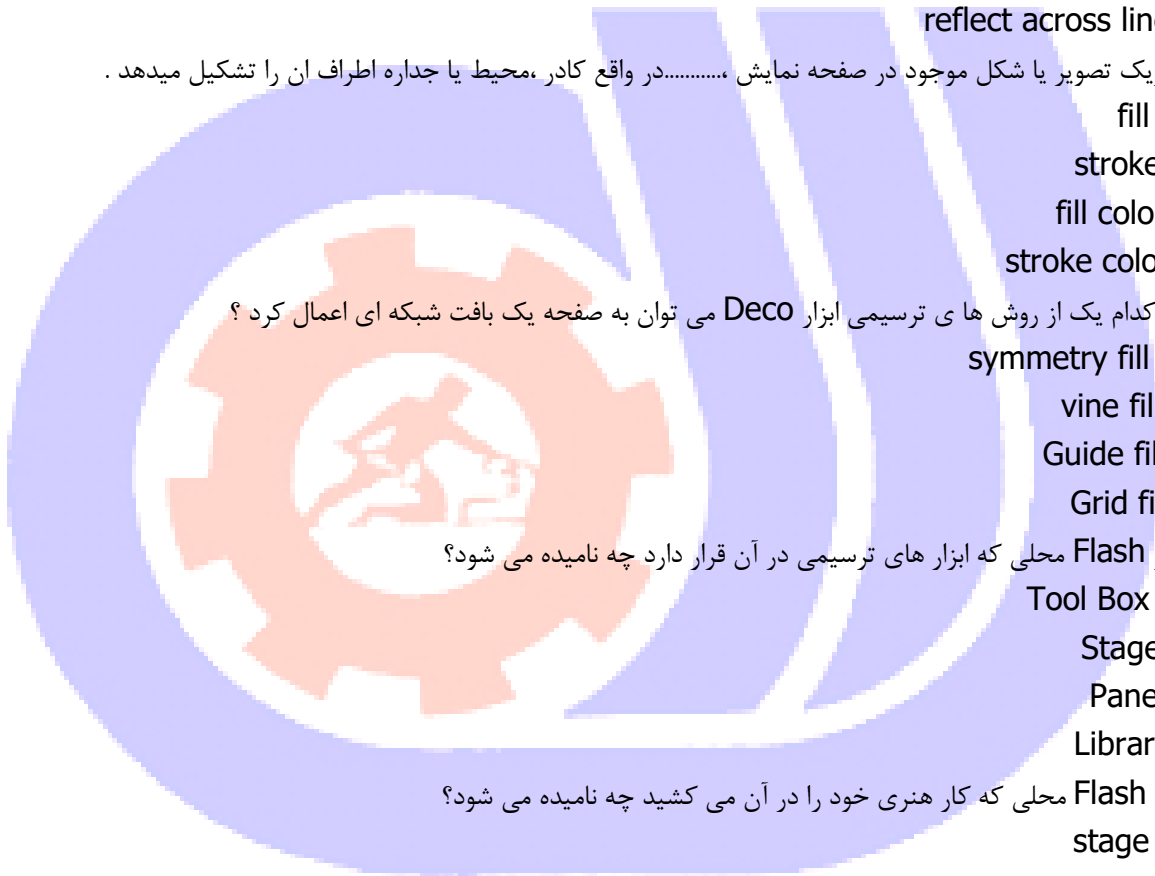 reflect across lin
یک تصویر یا شکل موجود در صفحه نمایش ،...........در واقع کادر ،محیط یا جداره اطراف ان را تشکیل میدهد .
fill
stroke
fill colo
stroke colo
کدام یک از روش ها ی ترسیمی ابزار Deco می توان به صفحه یک بافت شبکه ای اعمال کرد ؟
symmetry fill
vine fil
Guide fil
Grid fi
Flash محلی که ابزار های ترسیمی در آن قرار دارد چه نامیده می شود؟
Tool Box
Stage
Pane
Librar
Flash محلی که کار هنری خود را در آن می کشید چه نامیده می شود؟
stage